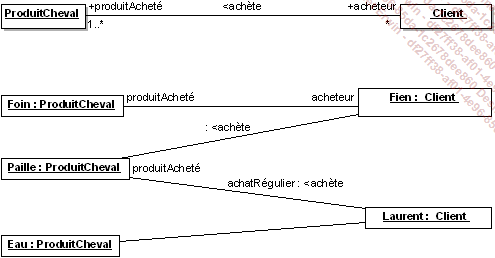 ProduitCheval +produitAcheté <achète +acheteur Client
1..* *
Foin : ProduitCheval produitAcheté acheteur Fien : Client
: <achète
Paille : ProduitCheval produitAcheté
achatRégulier : <achète
Laurent : Client
Eau : ProduitCheval